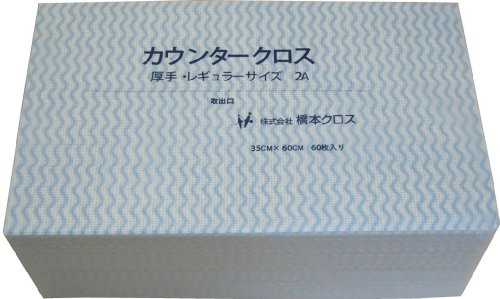 カウンタークロス
厚手・レギュラーサイズ 2A
取出口
株式会社 橋本クロス
35CM×60CM 60枚入り